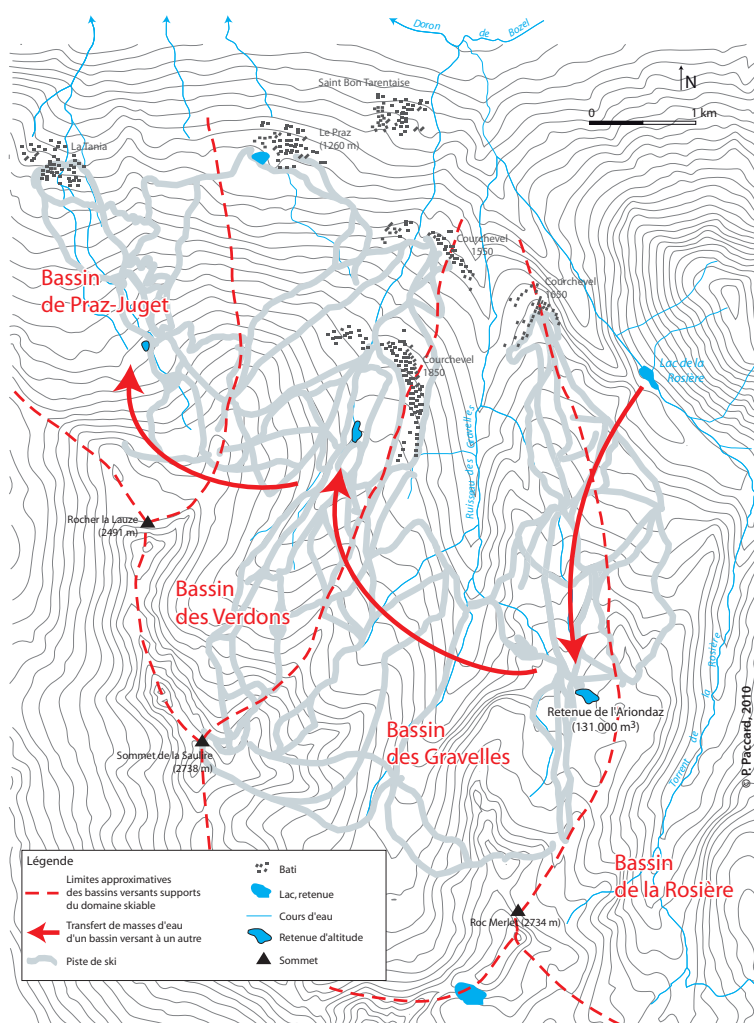 Doron de Bozel
Saint Bon Tarentaise
N
0 1 km
Le Praz
(1260 m)
La Tania
Courchevel
1550
Bassin
de Praz-Juget
Courchevel
1650
Courchevel
1850
Lac de la
Rosière
Ruisseau des Gravelles
Rocher la Lauze
(2491 m)
Bassin
des Verdons
Torrent de la Rosière
Retenue de l'Ariondaz
(131 000 m³)
Bassin
des Gravelles
Sommet de la Saulire
(2738 m)
© P. Paccard, 2010
Bassin
de la Rosière
Roc Merlet (2734 m)
Légende
Limites approximatives
des bassins versants supports
du domaine skiable
Transfert de masses d'eau
d'un bassin versant à un autre
Piste de ski
Bati
Lac, retenue
Cours d'eau
Retenue d'altitude
Sommet